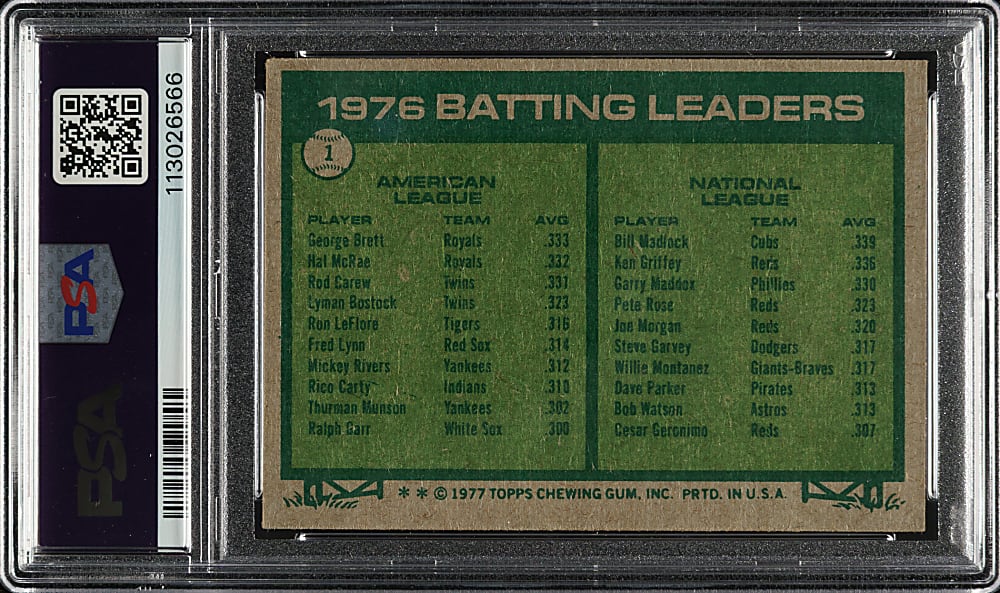 1976 BATTING LEADERS
1
AMERICAN
LEAGUE
PLAYER TEAM AVG
George Brett Royals .333
Hal McRae Royals .332
Rod Carew Twins .331
Lyman Bostock Twins .323
Ron LeFlore Tigers .316
Fred Lynn Red Sox .314
Mickey Rivers Yankees .312
Rico Carty Indians .310
Thurman Munson Yankees .302
Ralph Garr White Sox .300
NATIONAL
LEAGUE
PLAYER TEAM AVG
Bill Madlock Cubs .339
Ken Griffey Reds .336
Garry Maddox Phillies .330
Pete Rose Reds .323
Joe Morgan Reds .320
Steve Garvey Dodgers .317
Willie Montanez Giants-Braves .317
Dave Parker Pirates .313
Bob Watson Astros .313
Cesar Geronimo Reds .307
** © 1977 TOPPS CHEWING GUM, INC. PRTD. IN U.S.A.
113026566
PSA
PSA